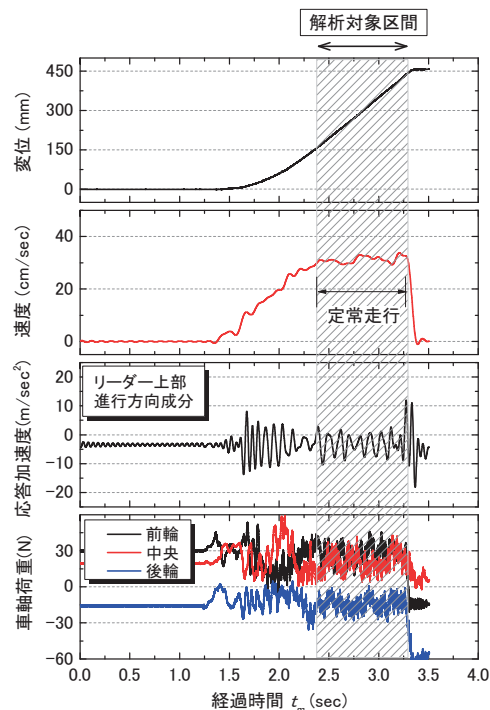 解析対象区間
450
300
150
0
変位 (mm)
40
20
0
速度 (cm/sec)
定常走行
20
10
0
-10
-20
応答加速度(m/sec²)
リーダー上部
進行方向成分
30
0
-30
-60
車軸荷重(N)
前輪
中央
後輪
0.0 0.5 1.0 1.5 2.0 2.5 3.0 3.5 4.0
経過時間 tm (sec)